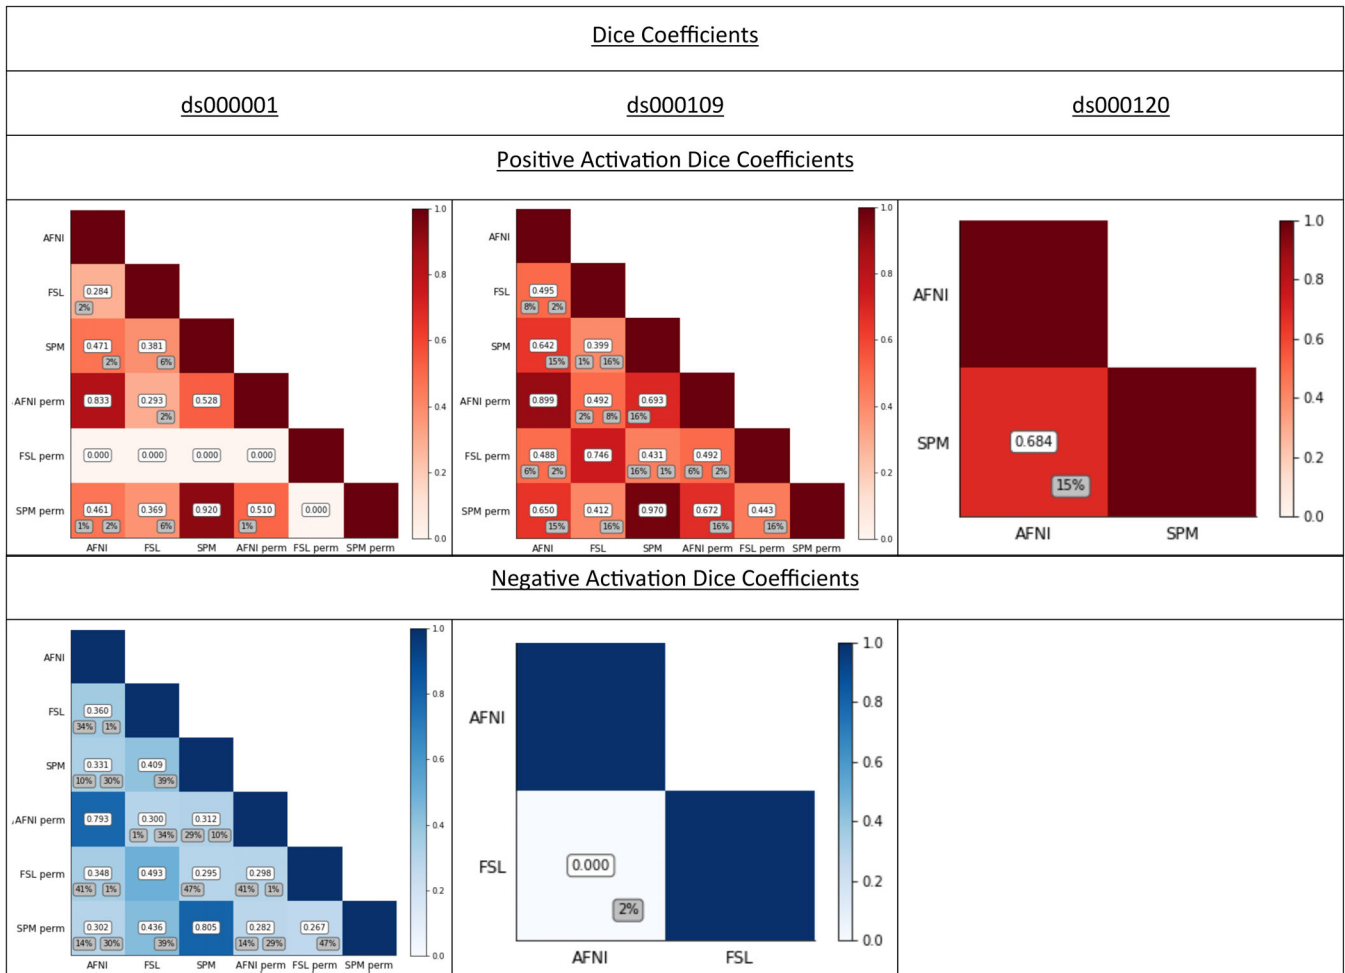 Dice Coefficients
ds000001 ds000109 ds000120
Positive Activation Dice Coefficients
AFNI
FSL 0.284
2%
SPM 0.471 0.381
2% 6%
AFNI perm 0.833 0.293 0.528
2%
FSL perm 0.000 0.000 0.000 0.000
SPM perm 0.461 0.369 0.920 0.510 0.000
1% 2% 6% 1%
AFNI FSL SPM AFNI perm FSL perm SPM perm
1.0
0.8
0.6
0.4
0.2
0.0
AFNI
FSL 0.495
8% 2%
SPM 0.642 0.399
15% 1% 16%
AFNI perm 0.899 0.492 0.693
2% 8% 16%
FSL perm 0.488 0.746 0.431 0.492
6% 2% 16% 1% 6% 2%
SPM perm 0.650 0.412 0.970 0.672 0.443
15% 16% 16% 16%
AFNI FSL SPM AFNI perm FSL perm SPM perm
1.0
0.8
0.6
0.4
0.2
0.0
AFNI
SPM 0.684
15%
AFNI SPM
1.0
0.8
0.6
0.4
0.2
0.0
Negative Activation Dice Coefficients
AFNI
FSL 0.360
34% 1%
SPM 0.331 0.409
10% 30% 39%
AFNI perm 0.793 0.300 0.312
1% 34% 29% 10%
FSL perm 0.348 0.493 0.295 0.298
41% 1% 47% 41% 1%
SPM perm 0.302 0.436 0.805 0.282 0.267
14% 30% 39% 14% 29% 47%
AFNI FSL SPM AFNI perm FSL perm SPM perm
1.0
0.8
0.6
0.4
0.2
0.0
AFNI
FSL 0.000
2%
AFNI FSL
1.0
0.8
0.6
0.4
0.2
0.0